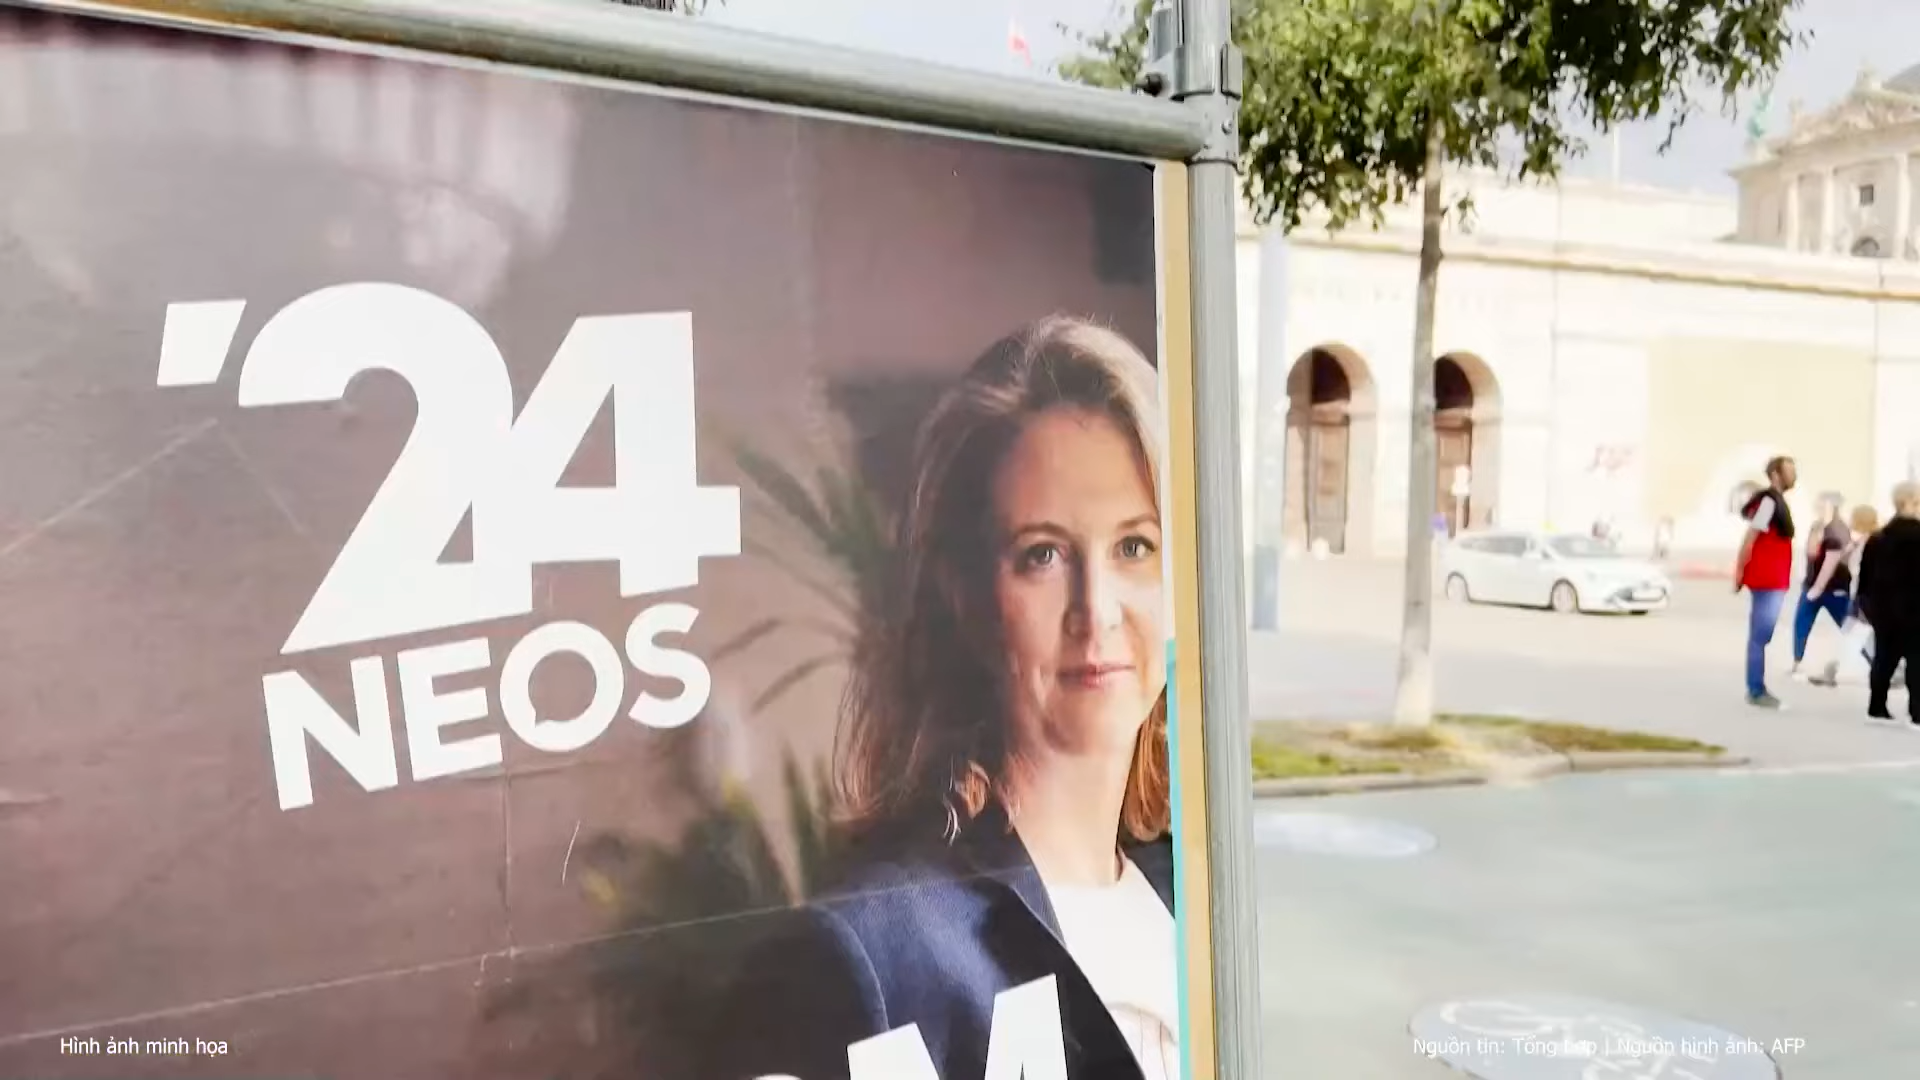 '24
NEOS
M
Hình ảnh minh họa
Nguồn tin: Tổng hợp | Nguồn hình ảnh: AFP